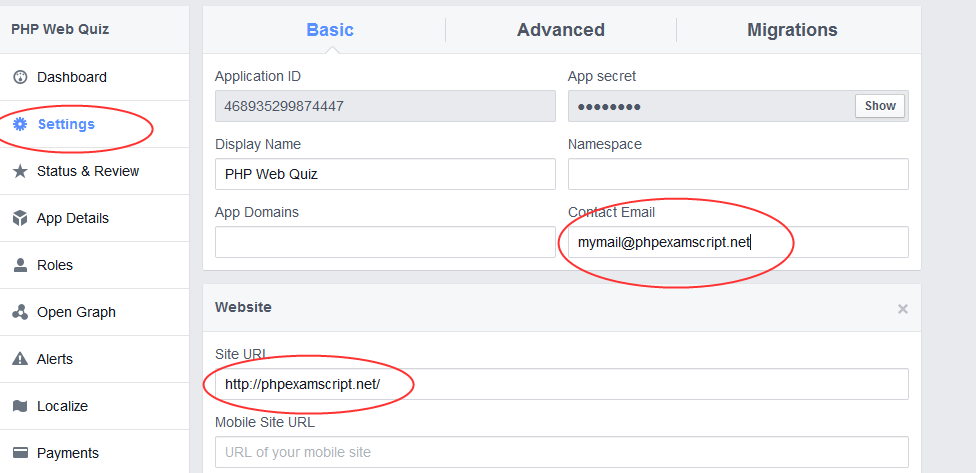 PHP Web Quiz
Dashboard
Settings
Status & Review
App Details
Roles
Open Graph
Alerts
Localize
Payments
Basic Advanced Migrations
Application ID App secret
468935299874447 ●●●●●●●● Show
Display Name Namespace
PHP Web Quiz
App Domains Contact Email
mymail@phpexamscript.net
Website ×
Site URL
http://phpexamscript.net/
Mobile Site URL
URL of your mobile site